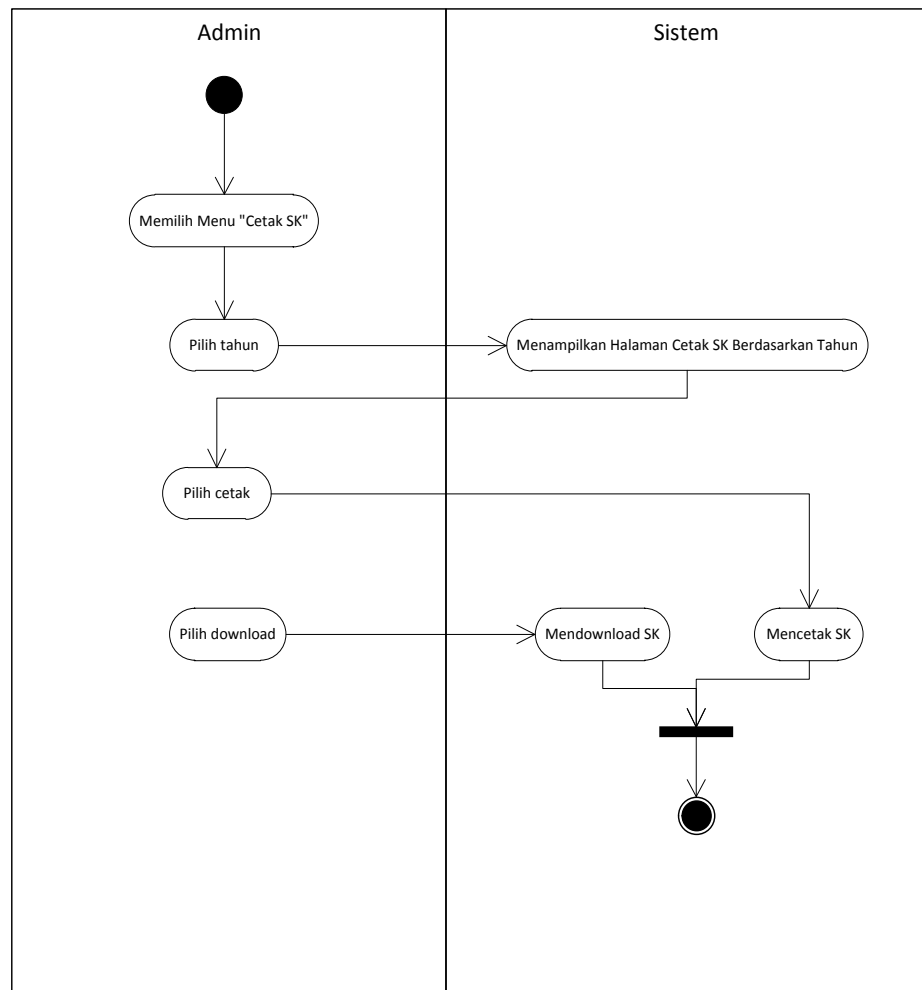 Admin
Sistem
Memilih Menu "Cetak SK"
Pilih tahun
Menampilkan Halaman Cetak SK Berdasarkan Tahun
Pilih cetak
Pilih download
Mendownload SK
Mencetak SK